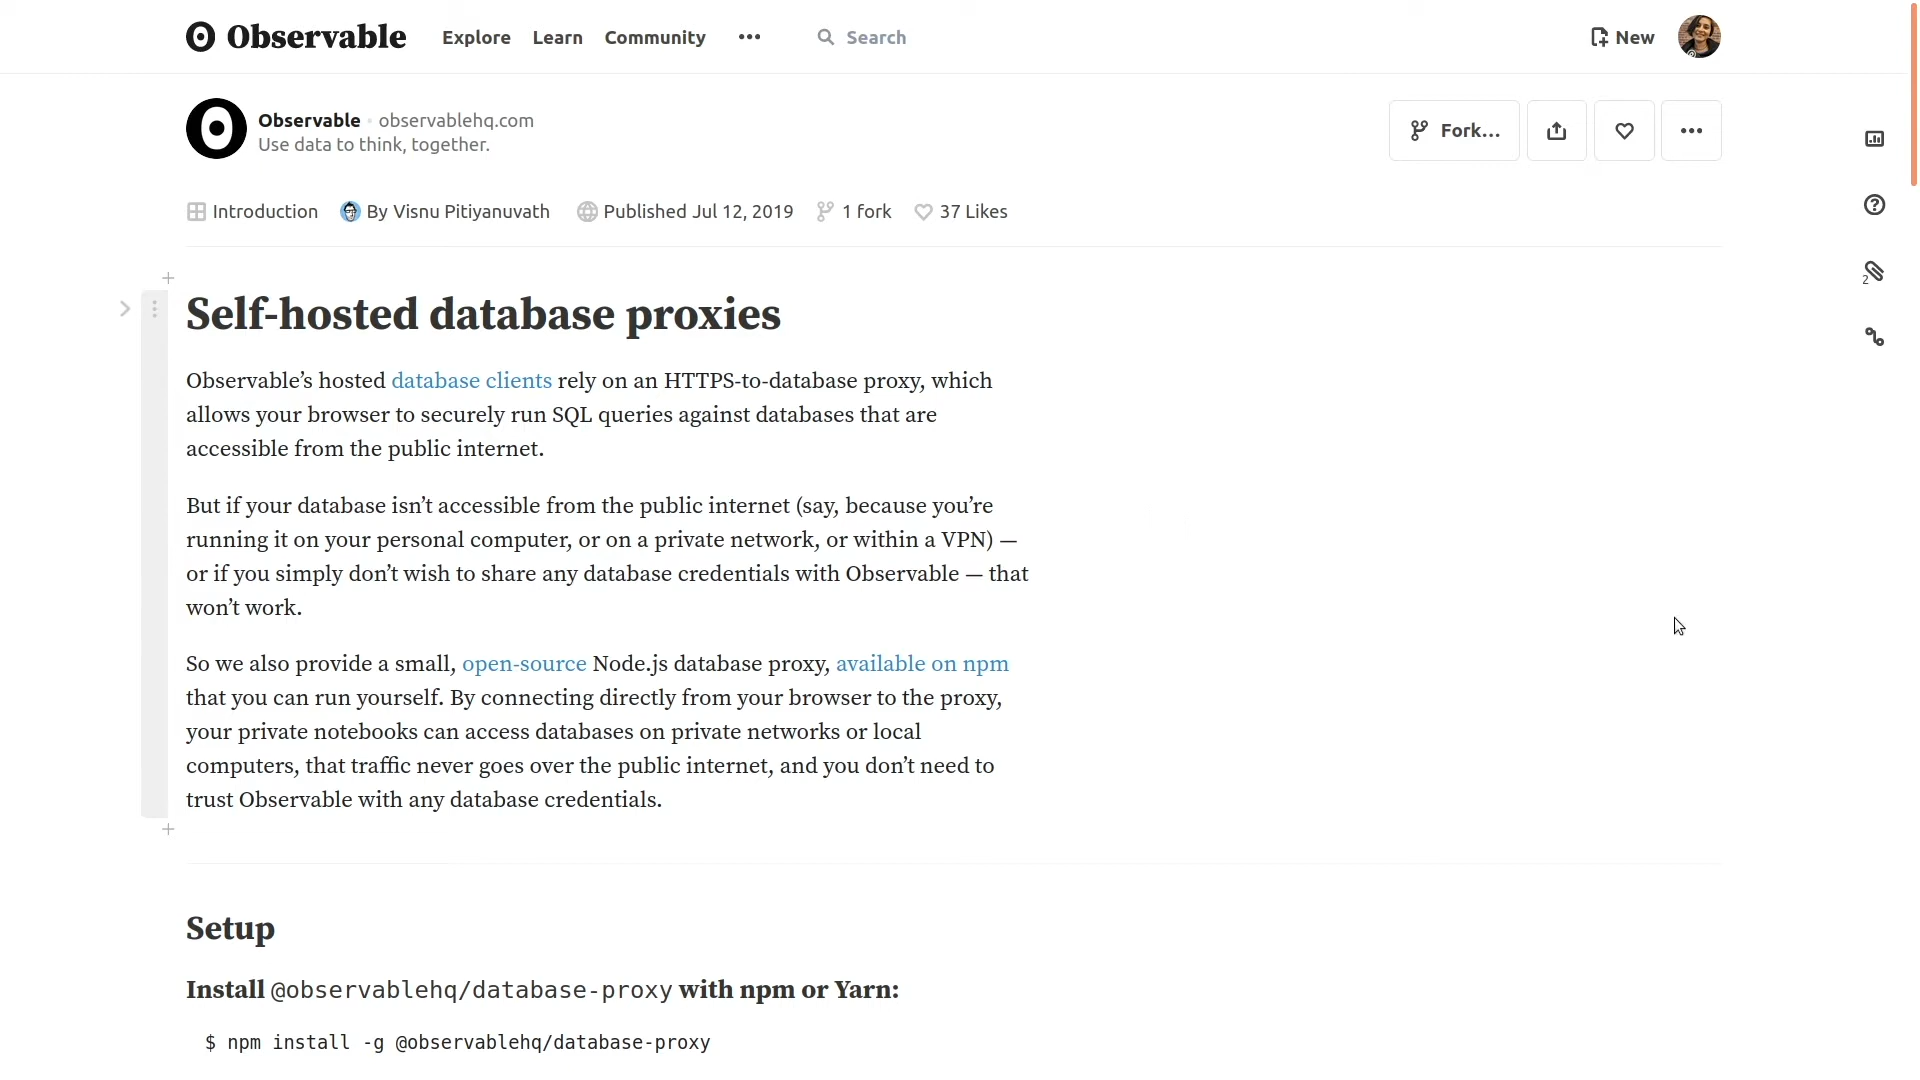 Observable Explore Learn Community Search New
Observable • observablehq.com
Use data to think, together.
Fork…
Introduction By Visnu Pitiyanuvath Published Jul 12, 2019 1 fork 37 Likes
Self-hosted database proxies
Observable’s hosted database clients rely on an HTTPS-to-database proxy, which
allows your browser to securely run SQL queries against databases that are
accessible from the public internet.
But if your database isn’t accessible from the public internet (say, because you’re
running it on your personal computer, or on a private network, or within a VPN) —
or if you simply don’t wish to share any database credentials with Observable — that
won’t work.
So we also provide a small, open-source Node.js database proxy, available on npm
that you can run yourself. By connecting directly from your browser to the proxy,
your private notebooks can access databases on private networks or local
computers, that traffic never goes over the public internet, and you don’t need to
trust Observable with any database credentials.
Setup
Install @observablehq/database-proxy with npm or Yarn:
$ npm install -g @observablehq/database-proxy
2